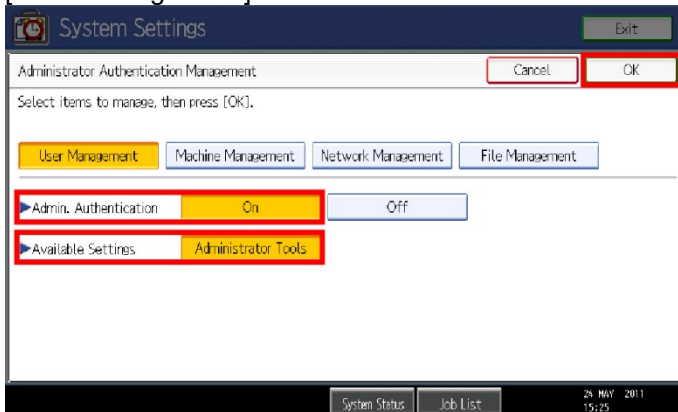 System Settings
Exit
Administrator Authentication Management
Cancel
OK
Select items to manage, then press [OK].
User Management
Machine Management
Network Management
File Management
►Admin. Authentication
On
Off
►Available Settings
Administrator Tools
System Status
Job List
24 MAY 2011
15:25